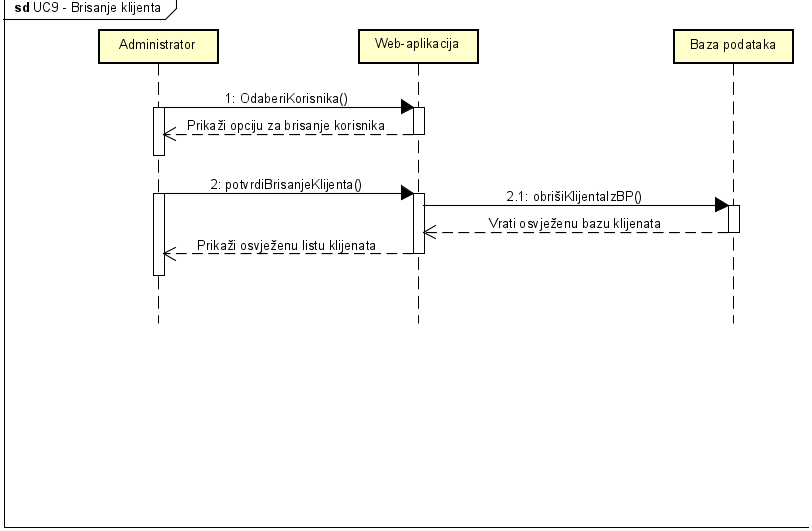 sd UC9 - Brisanje klijenta
Administrator
Web-aplikacija
Baza podataka
1: OdaberiKorisnika()
Prikaži opciju za brisanje korisnika
2: potvrdiBrisanjeKlijenta()
2.1: obrišiKlijentaIzBP()
Vrati osvježenu bazu klijenata
Prikaži osvježenu listu klijenata